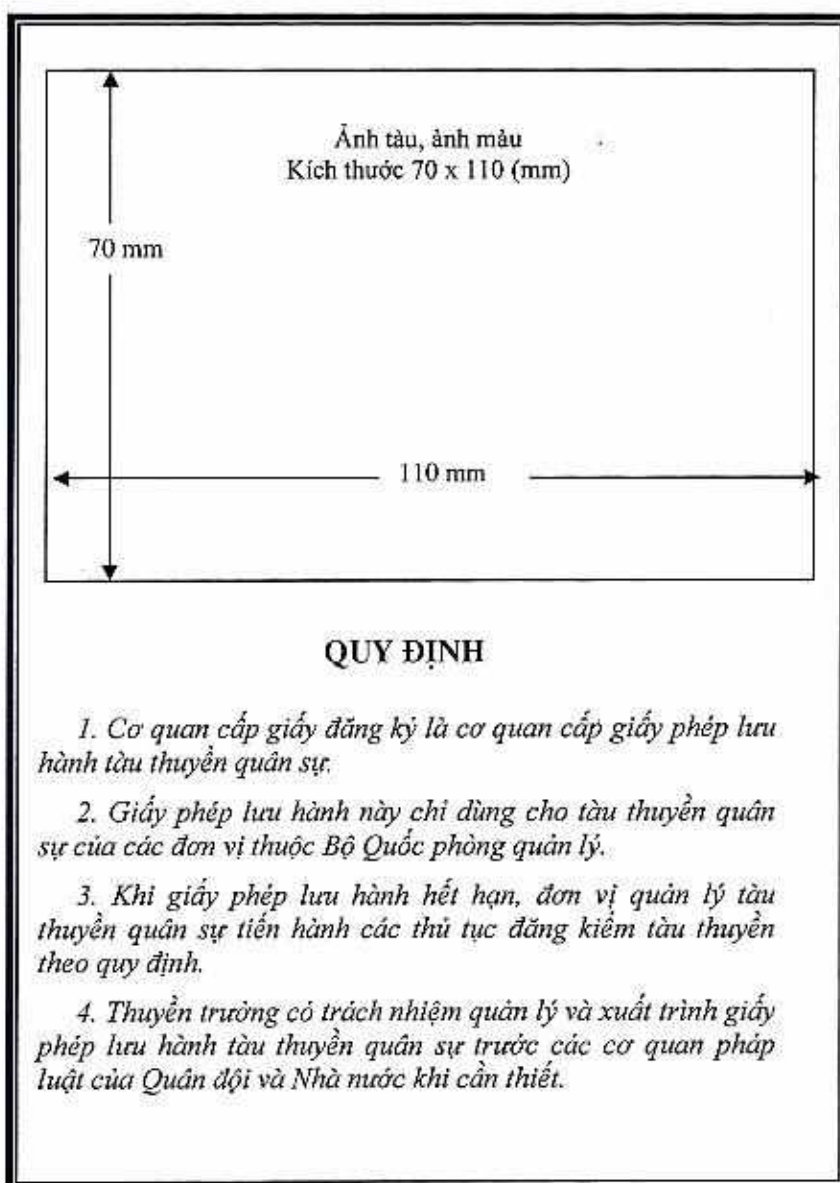 Ảnh tàu, ảnh màu
Kích thước 70 x 110 (mm)
70 mm
110 mm
QUY ĐỊNH
1. Cơ quan cấp giấy đăng ký là cơ quan cấp giấy phép lưu
hành tàu thuyền quân sự.
2. Giấy phép lưu hành này chỉ dùng cho tàu thuyền quân
sự của các đơn vị thuộc Bộ Quốc phòng quản lý.
3. Khi giấy phép lưu hành hết hạn, đơn vị quản lý tàu
thuyền quân sự tiến hành các thủ tục đăng kiểm tàu thuyền
theo quy định.
4. Thuyền trưởng có trách nhiệm quản lý và xuất trình giấy
phép lưu hành tàu thuyền quân sự trước các cơ quan pháp
luật của Quân đội và Nhà nước khi cần thiết.